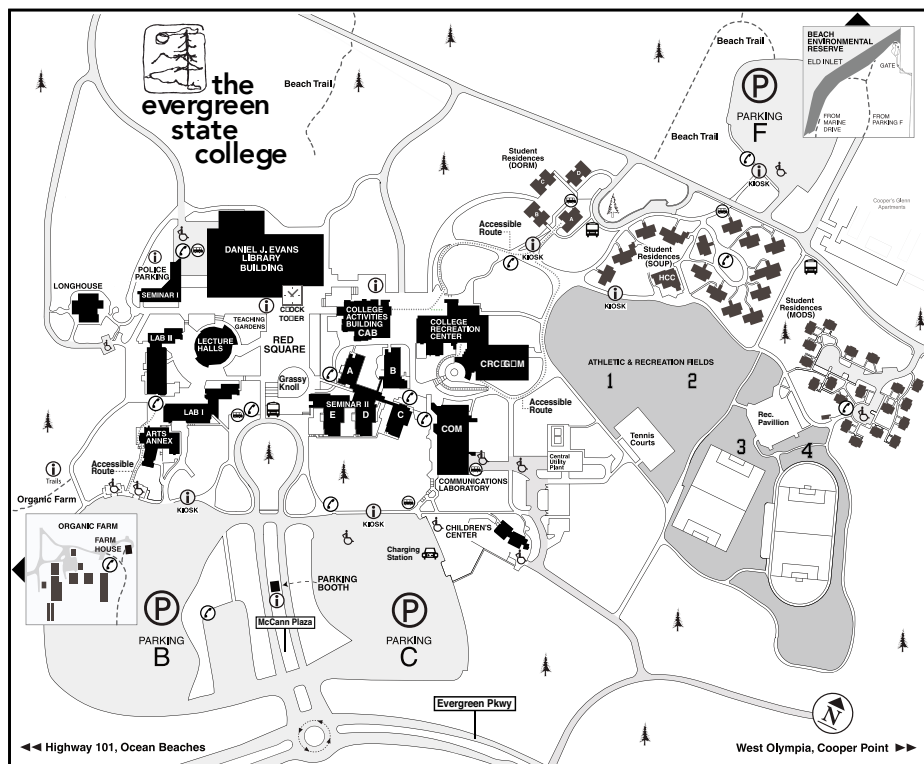 the
evergreen
state
college
Beach Trail
Beach Trail
Beach Trail
P
PARKING
F
BEACH
ENVIRONMENTAL
RESERVE
ELD INLET
GATE
FROM
MARINE
DRIVE
FROM
PARKING F
KIOSK
Cooper's Glenn
Apartments
Student
Residences
(DORM)
C
D
B
A
Accessible
Route
KIOSK
Student
Residences
(SOUP)
HCC
KIOSK
Student
Residences
(MODS)
DANIEL J. EVANS
LIBRARY
BUILDING
POLICE
PARKING
SEMINAR I
LONGHOUSE
CLOCK
TEACHING
GARDENS
COLLEGE
ACTIVITIES
BUILDING
CAB
COLLEGE
RECREATION
CENTER
LAB II
LECTURE
HALLS
RED
SQUARE
ATHLETIC & RECREATION FIELDS
1
2
A
B
Grassy
Knoll
SEMINAR II
E
D
C
LAB I
COM
Accessible
Route
Tennis
Courts
Rec.
Pavillion
3
4
ARTS
ANNEX
Accessible
Route
Central
Utility
Plant
COMMUNICATIONS
LABORATORY
Trails
Organic Farm
KIOSK
KIOSK
CHILDREN'S
CENTER
Charging
Station
ORGANIC FARM
FARM
HOUSE
PARKING
BOOTH
P
PARKING
B
P
PARKING
C
McCann Plaza
Evergreen Pkwy
N
Highway 101, Ocean Beaches
West Olympia, Cooper Point